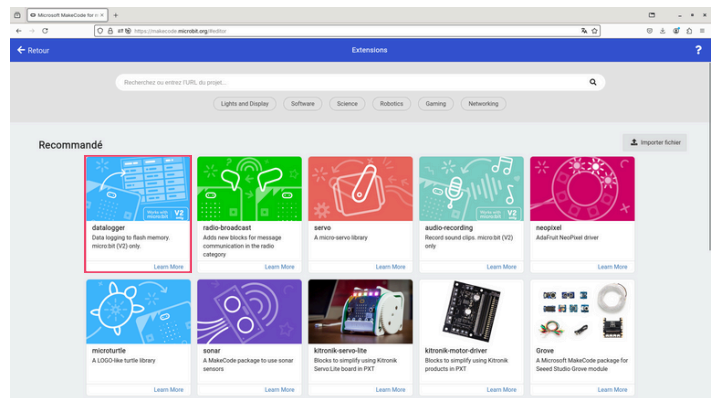 Microsoft MakeCode for m
https://makecode.microbit.org/#editor
Retour
Extensions
?
Recherchez ou entrez l'URL du projet...
Lights and Display
Software
Science
Robotics
Gaming
Networking
Recommandé
Importer fichier
datalogger
Data logging to flash memory.
micro:bit (V2) only.
Learn More
radio-broadcast
Adds new blocks for message
communication in the radio
category
Learn More
servo
A micro-servo library
Learn More
audio-recording
Record sound clips. micro:bit (V2)
only
Learn More
neopixel
AdaFruit NeoPixel driver
Learn More
microturtle
A LOGO-like turtle library
Learn More
sonar
A MakeCode package to use sonar
sensors
Learn More
kitronik-servo-lite
Blocks to simplify using Kitronik
Servo:Lite board in PXT
Learn More
kitronik-motor-driver
Blocks to simplify using Kitronik
products in PXT
Learn More
Grove
A Microsoft MakeCode package for
Seeed Studio Grove module
Learn More